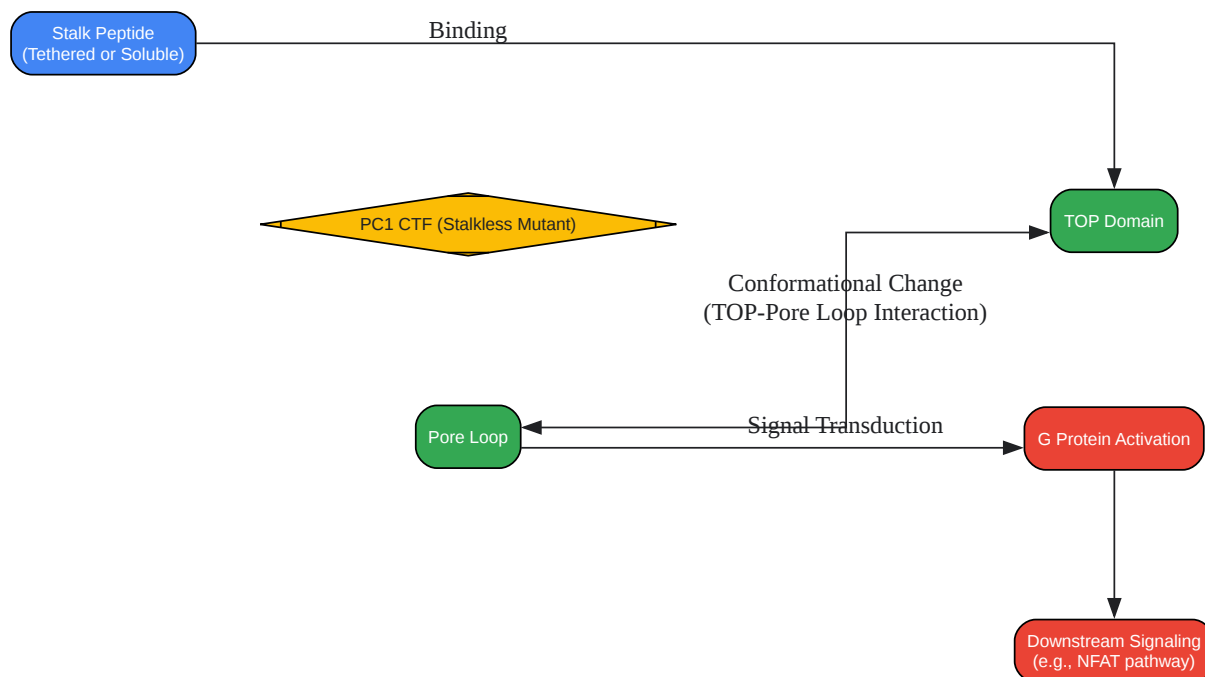 Stalk Peptide
(Tethered or Soluble)
Binding
TOP Domain
PC1 CTF (Stalkless Mutant)
Conformational Change
(TOP-Pore Loop Interaction)
Pore Loop
Signal Transduction
G Protein Activation
Downstream Signaling
(e.g., NFAT pathway)